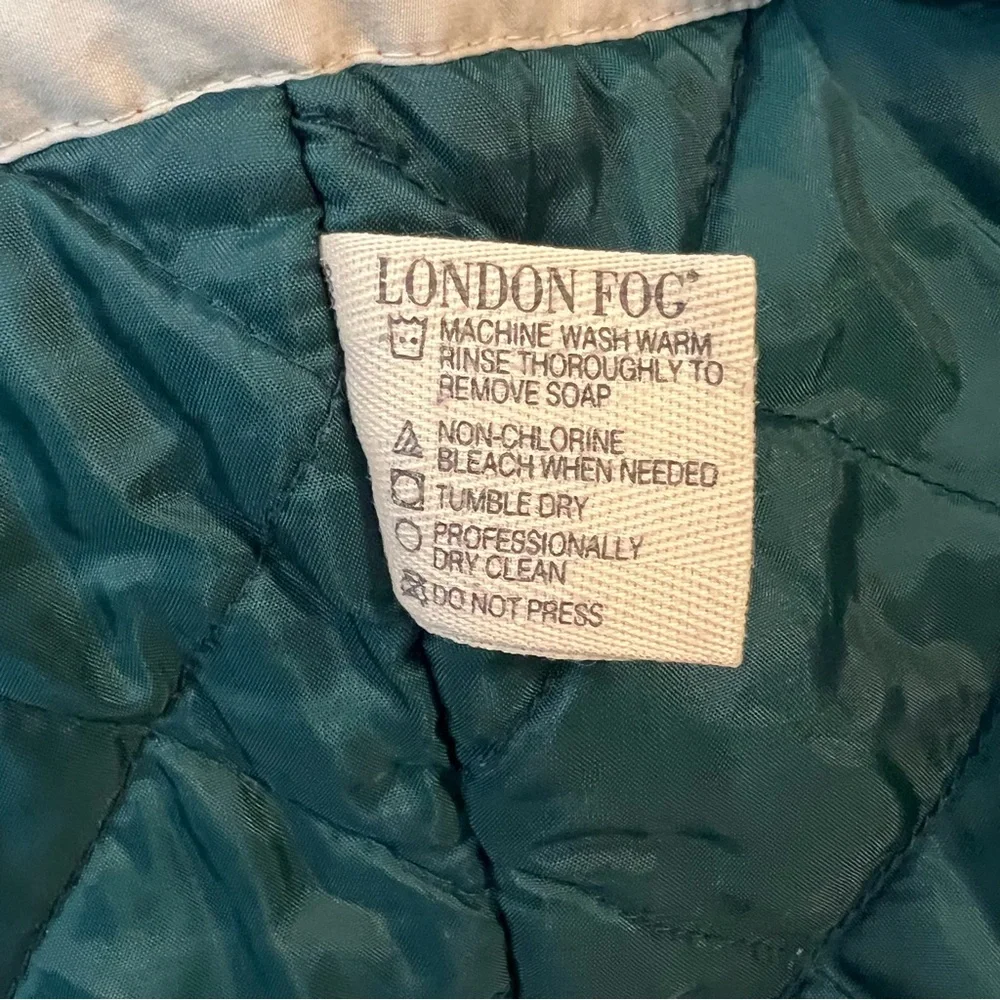 LONDON FOG
MACHINE WASH WARM
RINSE THOROUGHLY TO
REMOVE SOAP
NON-CHLORINE
BLEACH WHEN NEEDED
TUMBLE DRY
PROFESSIONALLY
DRY CLEAN
DO NOT PRESS